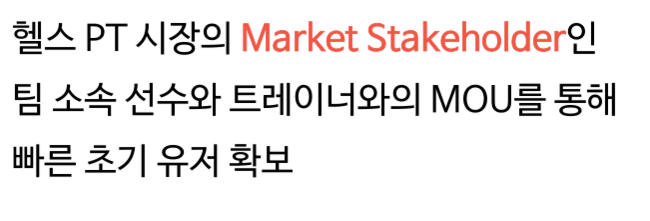 헬스 PT 시장의 Market Stakeholder인
팀 소속 선수와 트레이너와의 MOU를 통해
빠른 초기 유저 확보